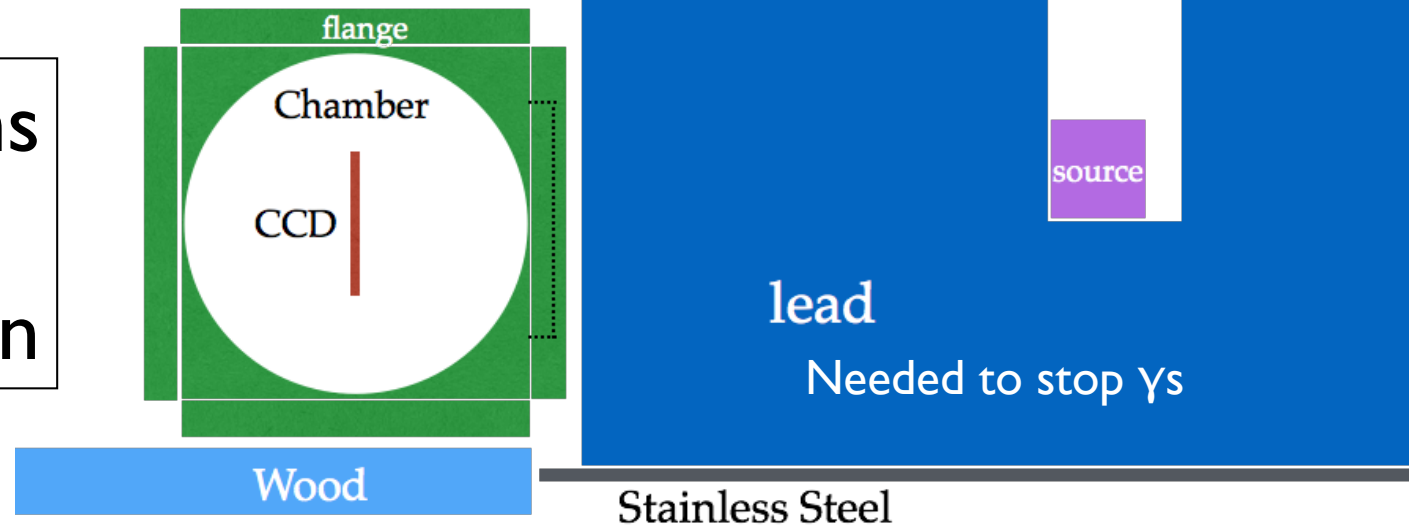 flange
Chamber
CCD
source
lead
Needed to stop γs
Wood
Stainless Steel